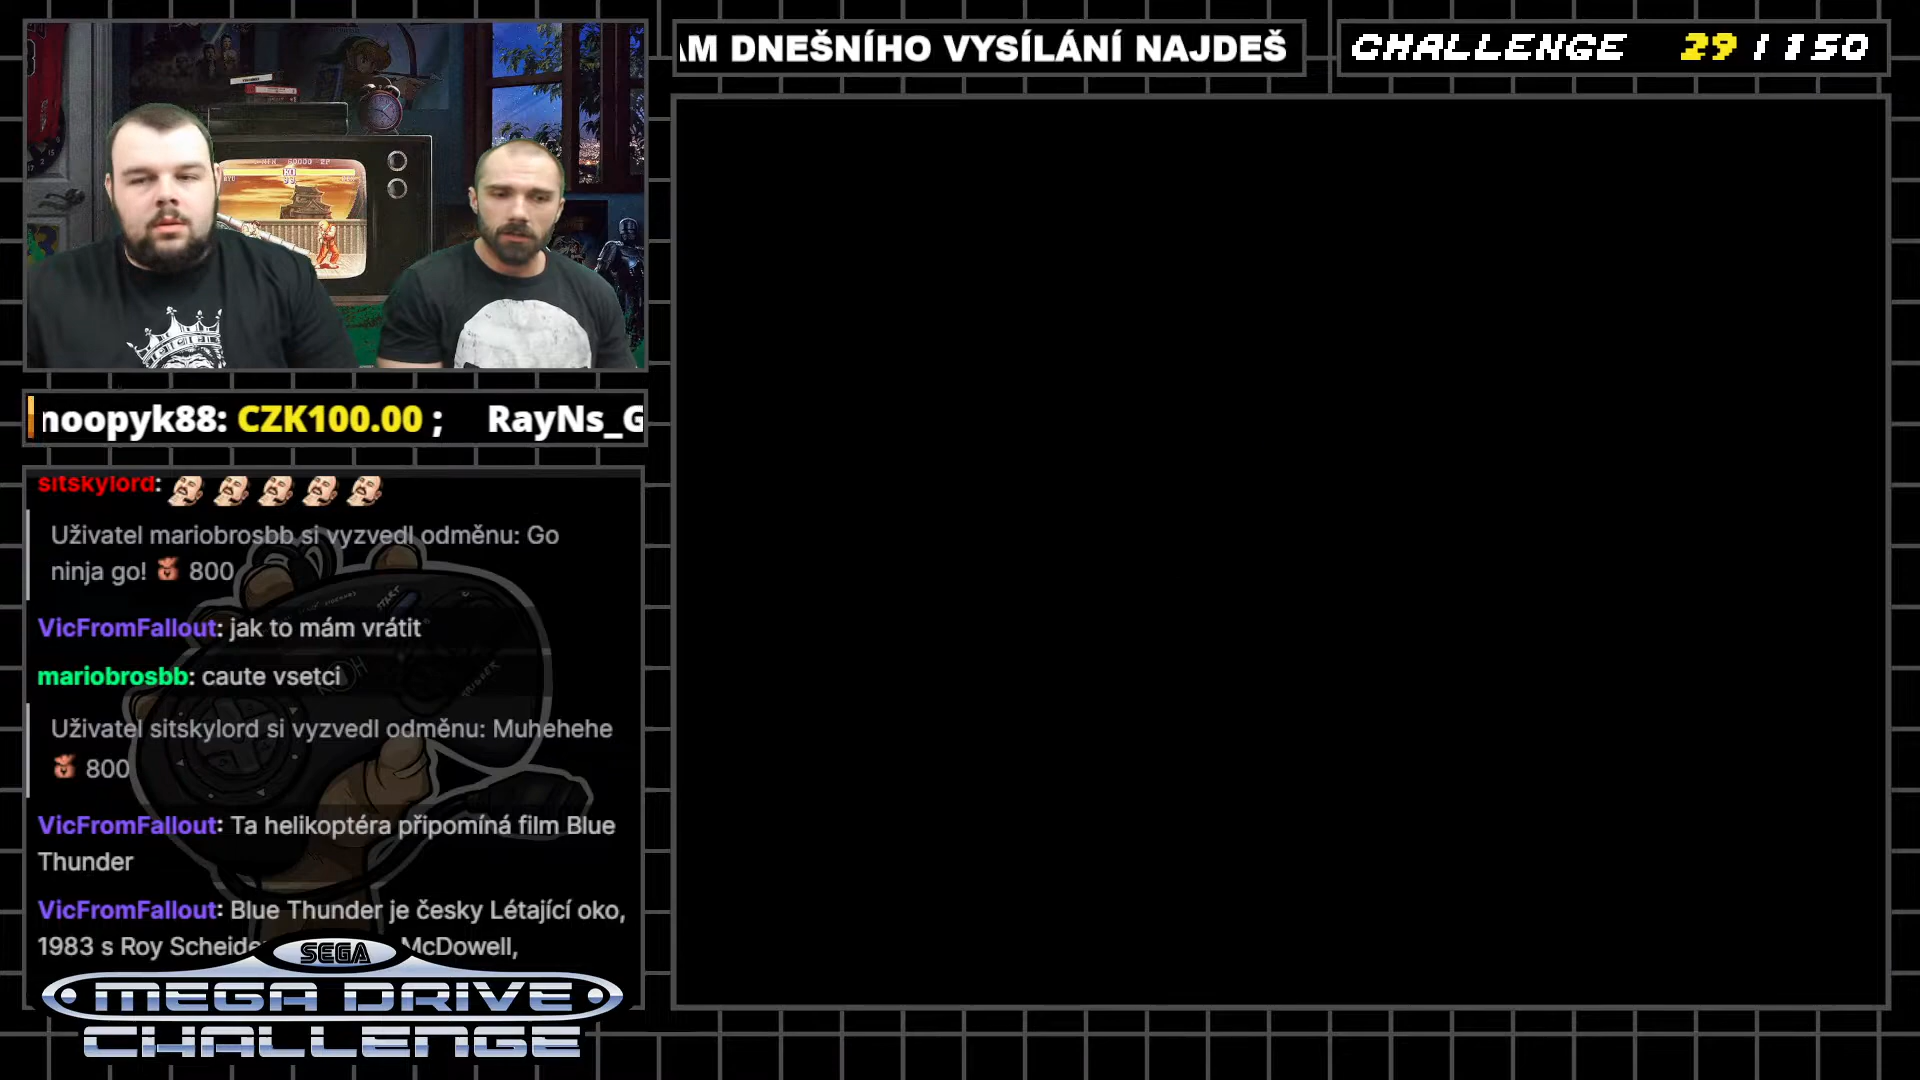 AM DNEŠNÍHO VYSÍLÁNÍ NAJDEŠ
CHALLENGE 29 / 150
noopyk88: CZK100.00 ; RayNs_G
sitskylord:
Uživatel mariobrosbb si vyzvedl odměnu: Go
ninja go! 800
VicFromFallout: jak to mám vrátit
mariobrosbb: caute vsetci
Uživatel sitskylord si vyzvedl odměnu: Muhehehe
800
VicFromFallout: Ta helikoptéra připomíná film Blue
Thunder
VicFromFallout: Blue Thunder je česky Létající oko,
1983 s Roy Scheide McDowell,
SEGA
MEGA DRIVE
CHALLENGE